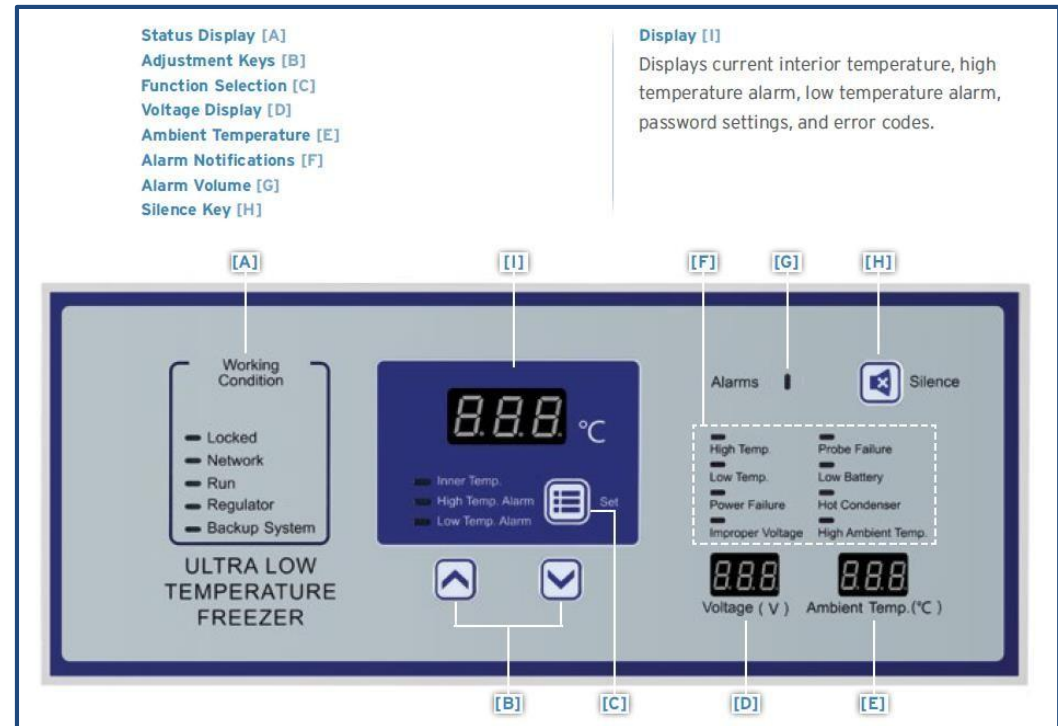 Status Display [A]
Adjustment Keys [B]
Function Selection [C]
Voltage Display [D]
Ambient Temperature [E]
Alarm Notifications [F]
Alarm Volume [G]
Silence Key [H]
Display [I]
Displays current interior temperature, high
temperature alarm, low temperature alarm,
password settings, and error codes.
[A]
[I]
[F]
[G]
[H]
Working
Condition
Locked
Network
Run
Regulator
Backup System
ULTRA LOW
TEMPERATURE
FREEZER
8.8.8. °C
Inner Temp.
High Temp. Alarm
Low Temp. Alarm
Set
Alarms
Silence
High Temp.
Probe Failure
Low Temp.
Low Battery
Power Failure
Hot Condenser
Improper Voltage
High Ambient Temp.
8.8.8.
8.8.8.
Voltage ( V )
Ambient Temp.(°C )
[B]
[C]
[D]
[E]